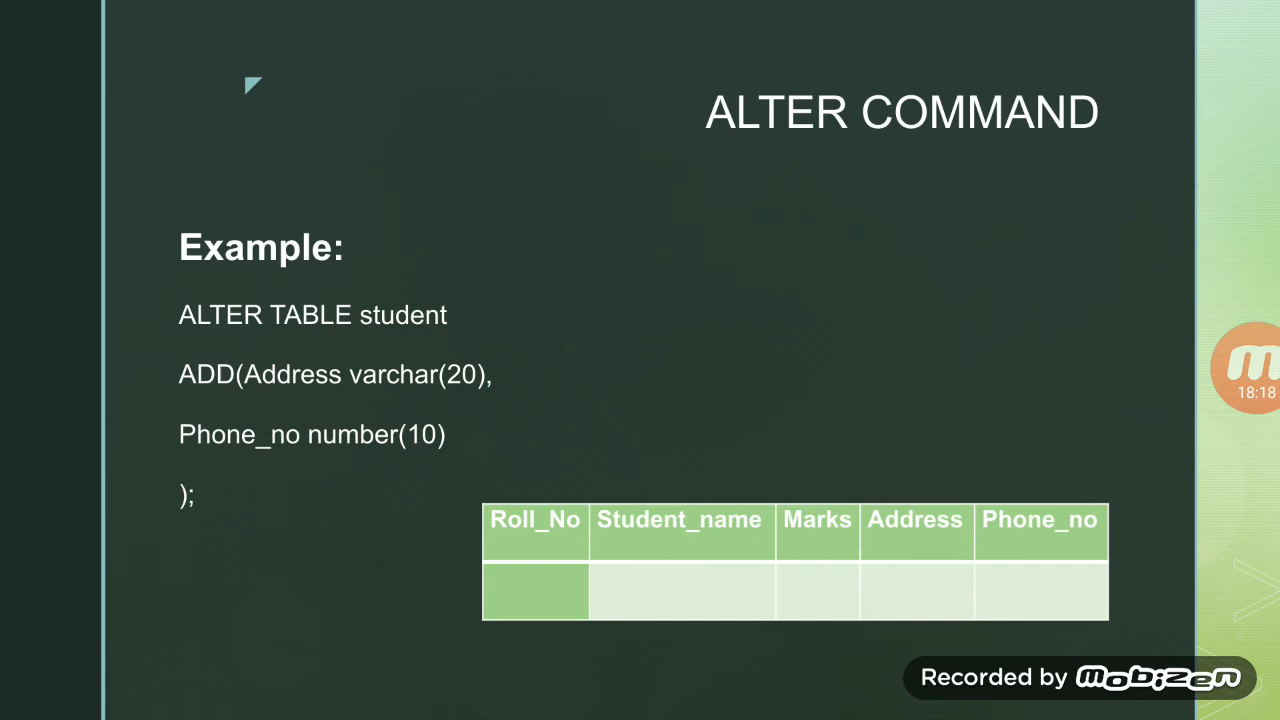 ALTER COMMAND
Example:
ALTER TABLE student
ADD(Address varchar(20),
Phone_no number(10)
);
Roll_No Student_name Marks Address Phone_no
18:18
Recorded by mobizen